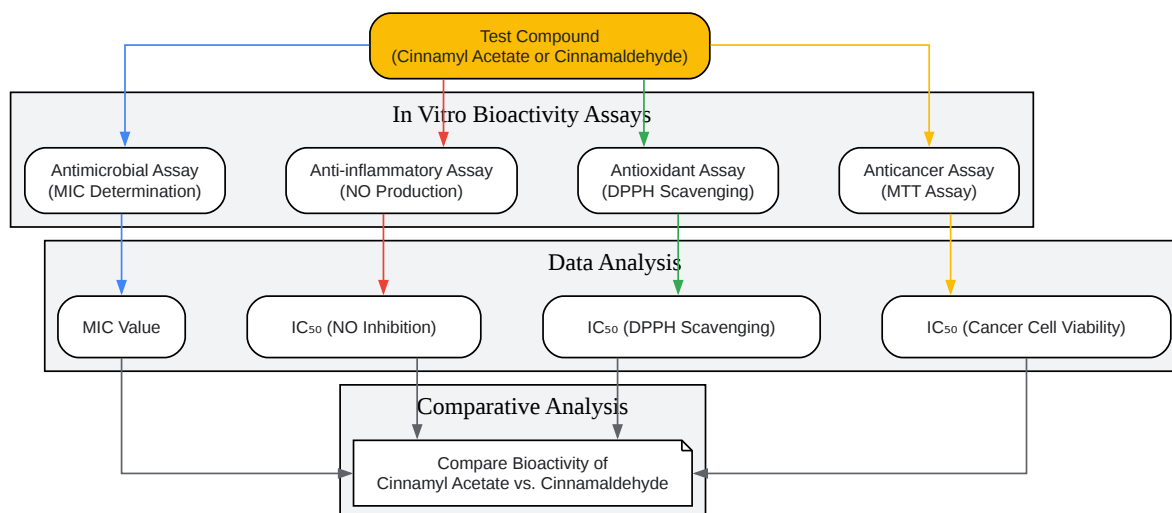 Test Compound
(Cinnamyl Acetate or Cinnamaldehyde)
In Vitro Bioactivity Assays
Antimicrobial Assay
(MIC Determination)
Anti-inflammatory Assay
(NO Production)
Antioxidant Assay
(DPPH Scavenging)
Anticancer Assay
(MTT Assay)
Data Analysis
MIC Value
IC₅₀ (NO Inhibition)
IC₅₀ (DPPH Scavenging)
IC₅₀ (Cancer Cell Viability)
Comparative Analysis
Compare Bioactivity of
Cinnamyl Acetate vs. Cinnamaldehyde